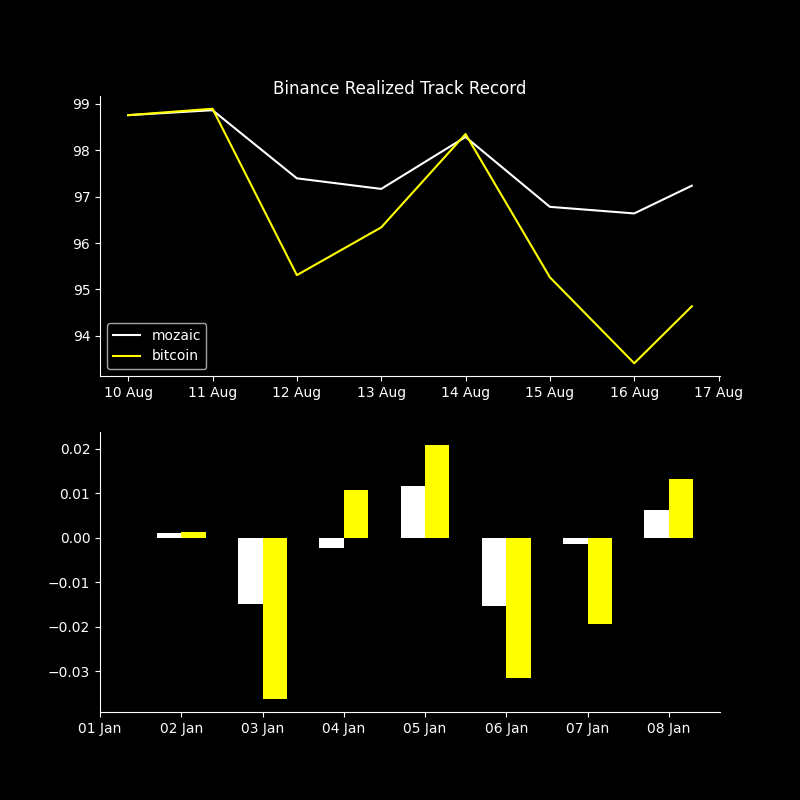 Binance Realized Track Record
99
98
97
96
95
94
mozaic
bitcoin
10 Aug 11 Aug 12 Aug 13 Aug 14 Aug 15 Aug 16 Aug 17 Aug
0.02
0.01
0.00
−0.01
−0.02
−0.03
01 Jan 02 Jan 03 Jan 04 Jan 05 Jan 06 Jan 07 Jan 08 Jan